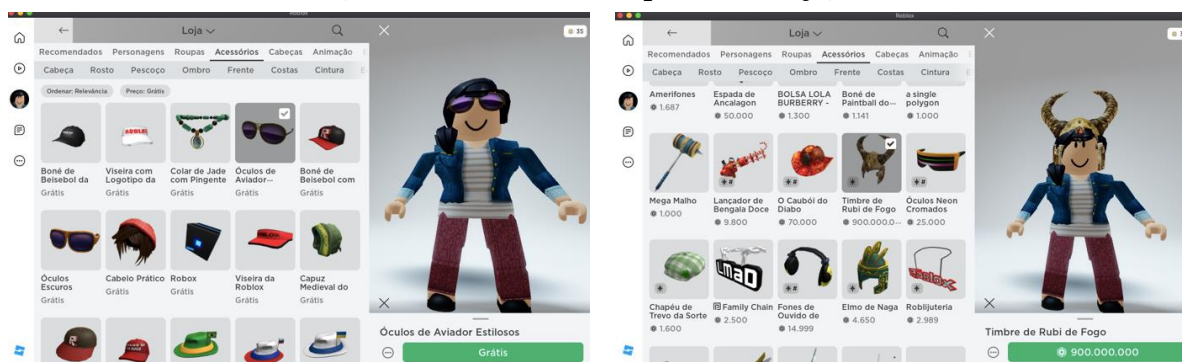 Roblox
Loja
35
Recomendados Personagens Roupas Acessórios Cabeças Animação
Cabeça Rosto Pescoço Ombro Frente Costas Cintura
Ordenar: Relevância Preço: Grátis
Boné de Beisebol da
Grátis
Viseira com Logotipo da
Grátis
Colar de Jade com Pingente
Grátis
Óculos de Aviador...
Grátis
Boné de Beisebol com
Grátis
Óculos Escuros
Grátis
Cabelo Prático
Grátis
Robox
Grátis
Viseira da Roblox
Grátis
Capuz Medieval do
Grátis
Óculos de Aviador Estilosos
Grátis
Roblox
Loja
Recomendados Personagens Roupas Acessórios Cabeças Animação
Cabeça Rosto Pescoço Ombro Frente Costas Cintura
Amerifones
1.687
Espada de Ancalagon
50.000
BOLSA LOLA BURBERRY -
1.300
Boné de Paintball do...
1.141
a single polygon
1.000
Mega Malho
1.000
Lançador de Bengala Doce
9.800
O Caubói do Diabo
70.000
Timbre de Rubi de Fogo
900.000.0...
Óculos Neon Cromados
25.000
LMAD
Chapéu de Trevo da Sorte
1.600
Family Chain
2.500
Fones de Ouvido de
14.999
Elmo de Naga
4.650
Roblijuteria
2.989
Timbre de Rubi de Fogo
900.000.000